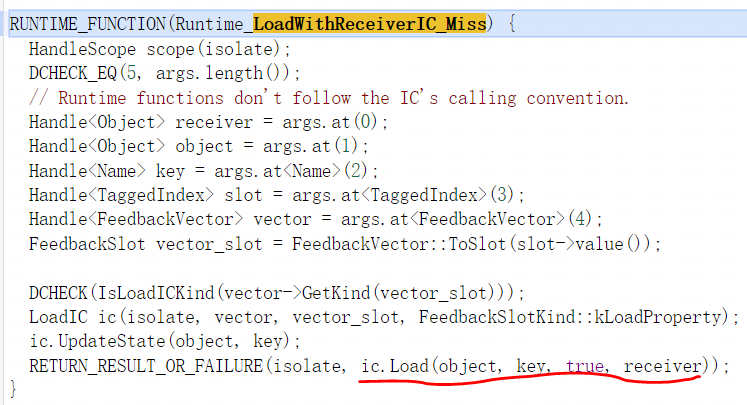 RUNTIME_FUNCTION(Runtime_LoadWithReceiverIC_Miss) {
HandleScope scope(isolate);
DCHECK_EQ(5, args.length());
// Runtime functions don't follow the IC's calling convention.
Handle<Object> receiver = args.at(0);
Handle<Object> object = args.at(1);
Handle<Name> key = args.at<Name>(2);
Handle<TaggedIndex> slot = args.at<TaggedIndex>(3);
Handle<FeedbackVector> vector = args.at<FeedbackVector>(4);
FeedbackSlot vector_slot = FeedbackVector::ToSlot(slot->value());
DCHECK(IsLoadICKind(vector->GetKind(vector_slot)));
LoadIC ic(isolate, vector, vector_slot, FeedbackSlotKind::kLoadProperty);
ic.UpdateState(object, key);
RETURN_RESULT_OR_FAILURE(isolate, ic.Load(object, key, true, receiver));
}